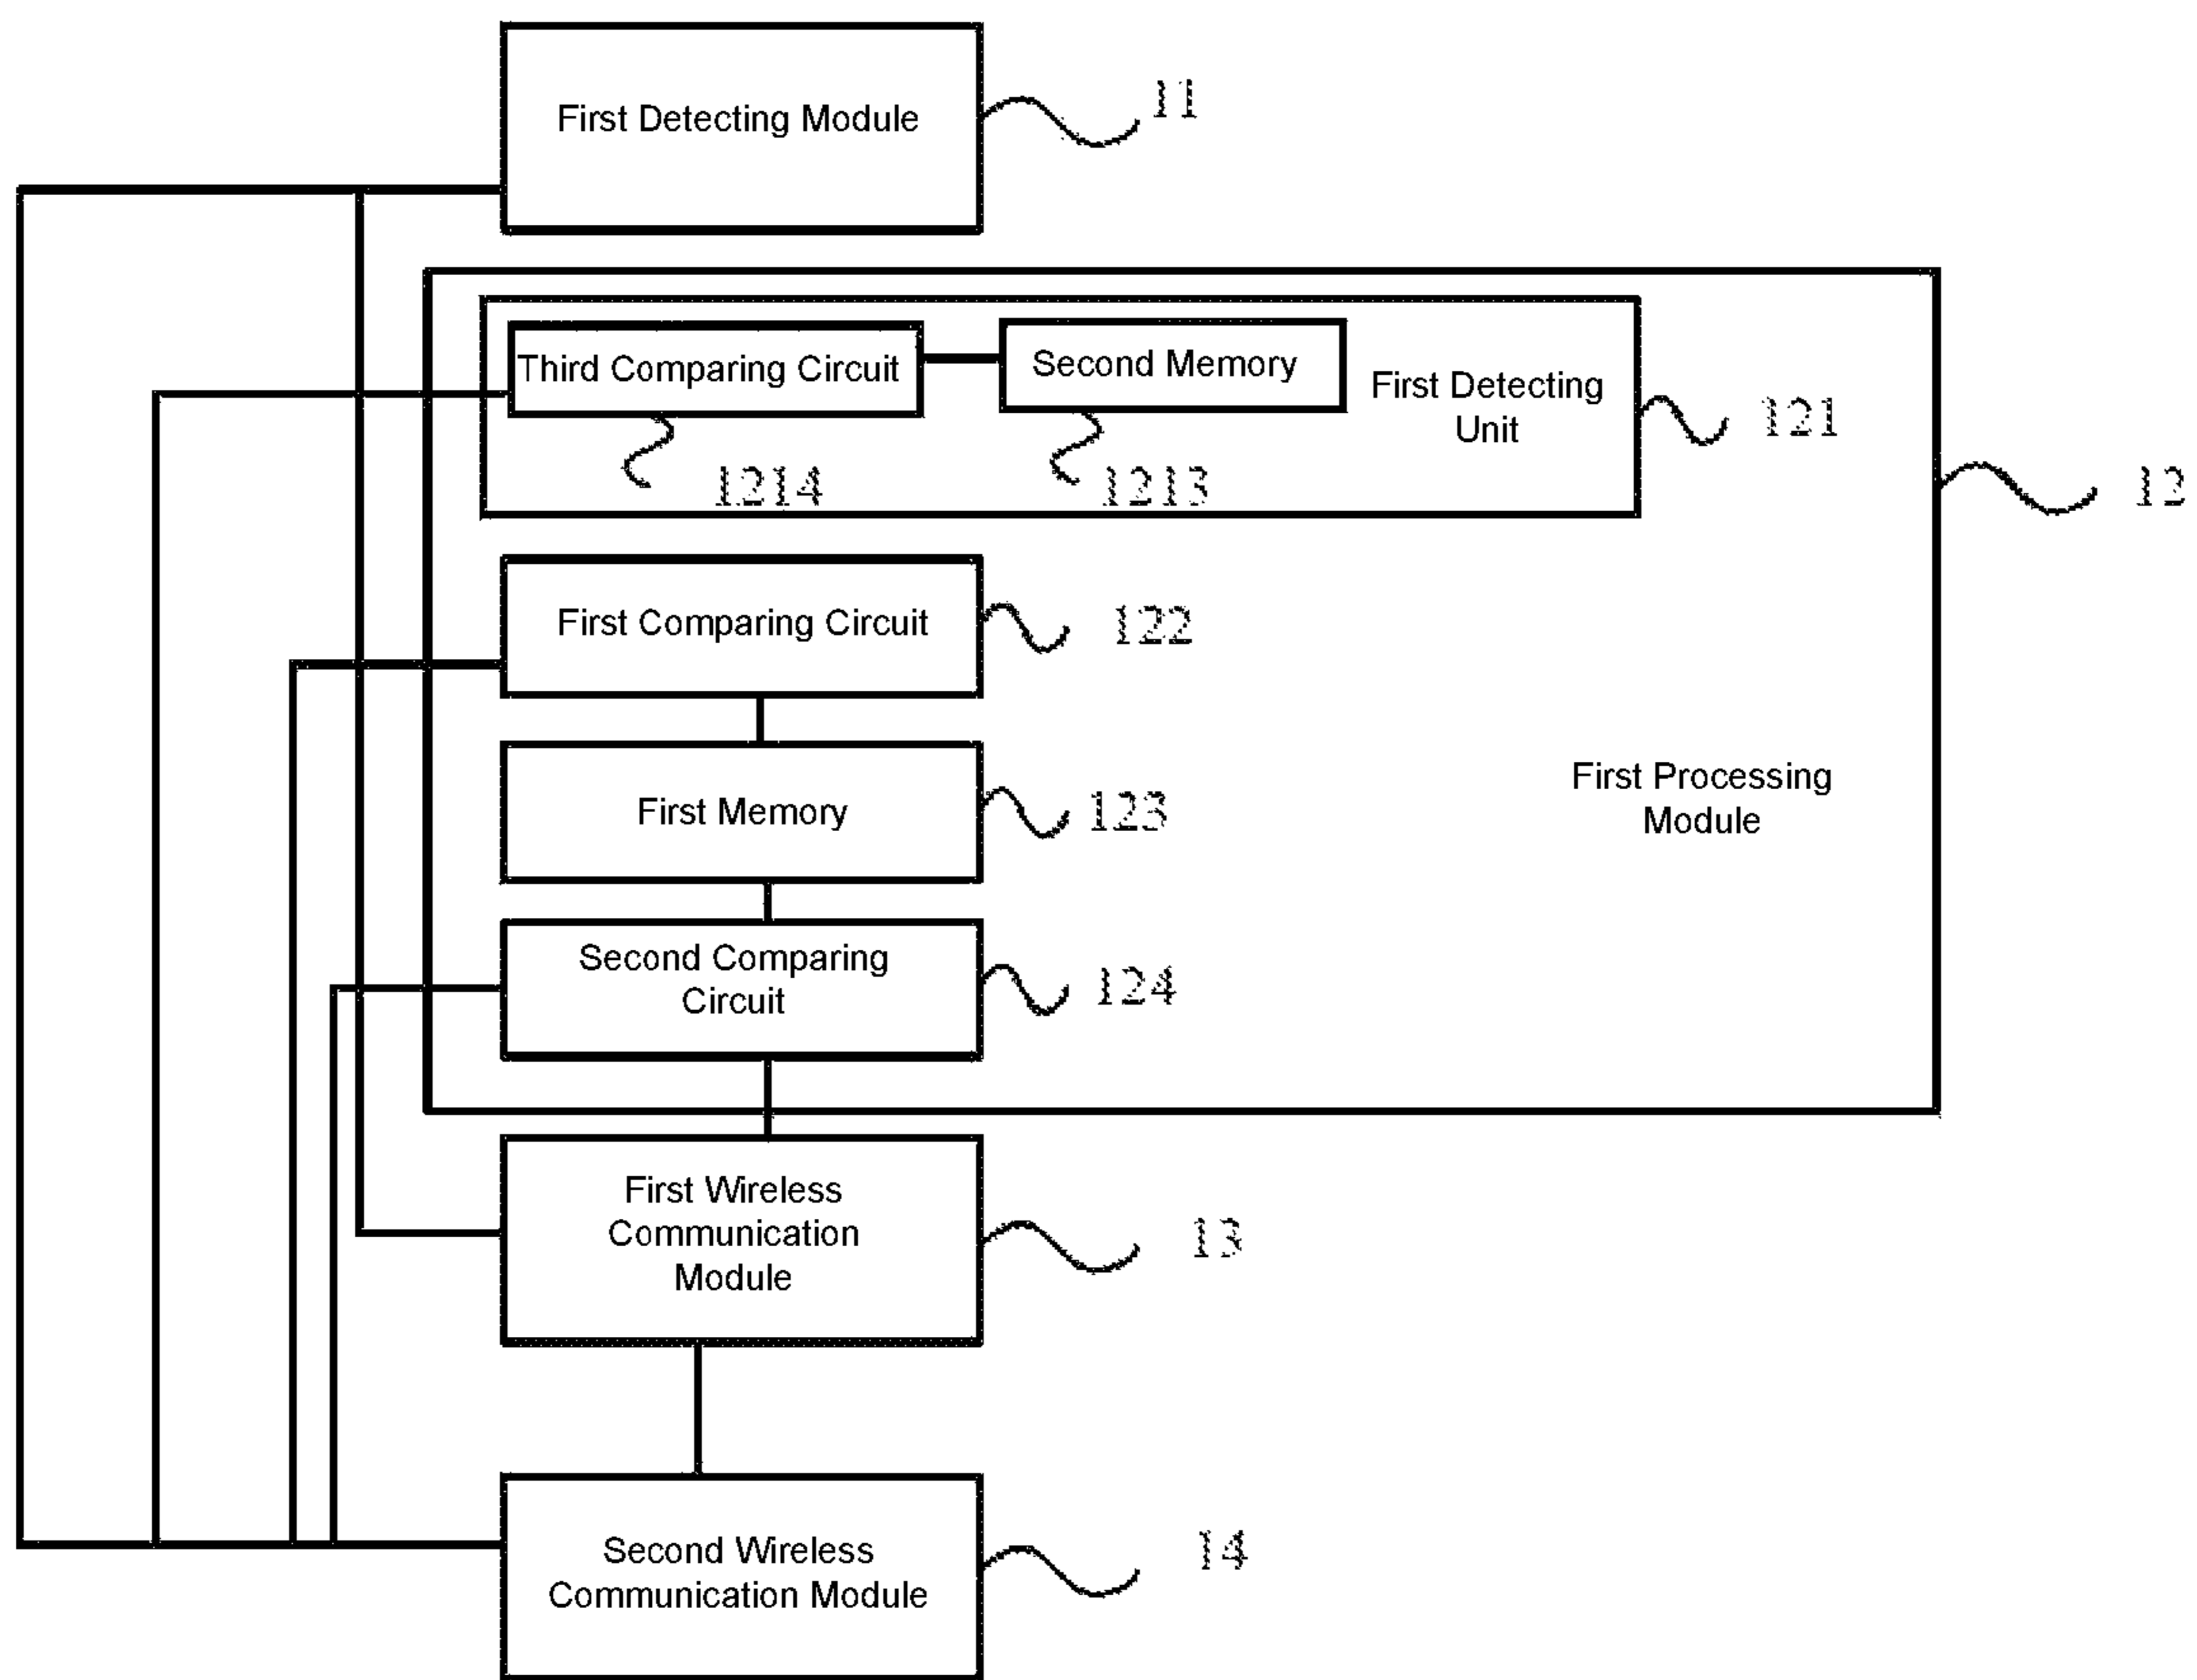 First Detecting Module
11
Third Comparing Circuit
Second Memory
First Detecting
Unit
121
1214
1213
12
First Comparing Circuit
122
First Processing
Module
First Memory
123
Second Comparing
Circuit
124
First Wireless
Communication
Module
13
Second Wireless
Communication Module
14